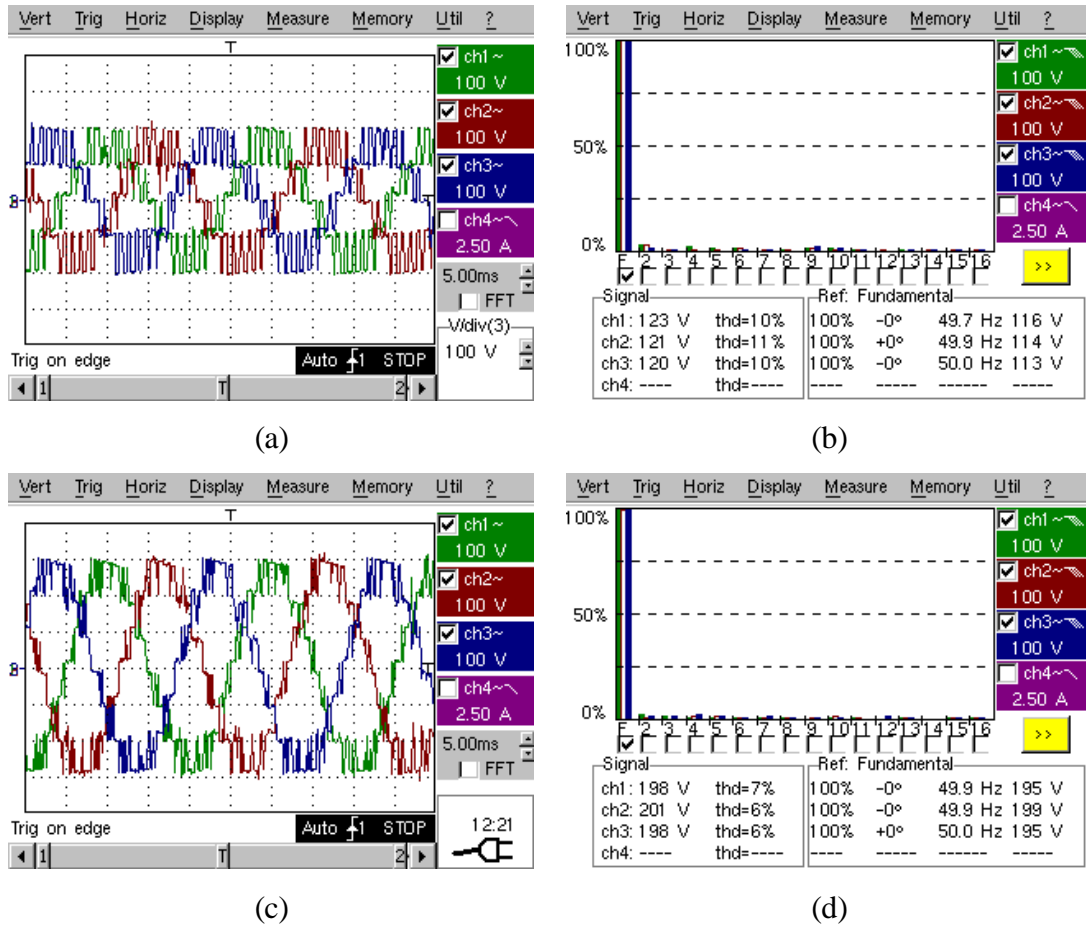 Vert Trig Horiz Display Measure Memory Util ?
T
ch1 ~
100 V
ch2~
100 V
ch3~
100 V
ch4~
2.50 A
5.00ms
FFT
V/div(3)
100 V
3
T
Trig on edge Auto 1 STOP
1 T 2
(a)
Vert Trig Horiz Display Measure Memory Util ?
100%
50%
0%
F 2 3 4 5 6 7 8 9 10 11 12 13 14 15 16
ch1 ~
100 V
ch2~
100 V
ch3~
100 V
ch4~
2.50 A
>>
Signal Ref: Fundamental
ch1: 123 V thd=10% 100% -0° 49.7 Hz 116 V
ch2: 121 V thd=11% 100% +0° 49.9 Hz 114 V
ch3: 120 V thd=10% 100% -0° 50.0 Hz 113 V
ch4: ---- thd=---- ---- ----- ------ -----
(b)
Vert Trig Horiz Display Measure Memory Util ?
T
ch1 ~
100 V
ch2~
100 V
ch3~
100 V
ch4~
2.50 A
5.00ms
FFT
12:21
3
T
Trig on edge Auto 1 STOP
1 T 2
(c)
Vert Trig Horiz Display Measure Memory Util ?
100%
50%
0%
F 2 3 4 5 6 7 8 9 10 11 12 13 14 15 16
ch1 ~
100 V
ch2~
100 V
ch3~
100 V
ch4~
2.50 A
>>
Signal Ref: Fundamental
ch1: 198 V thd=7% 100% -0° 49.9 Hz 195 V
ch2: 201 V thd=6% 100% -0° 49.9 Hz 199 V
ch3: 198 V thd=6% 100% +0° 50.0 Hz 195 V
ch4: ---- thd=---- ---- ----- ------ -----
(d)